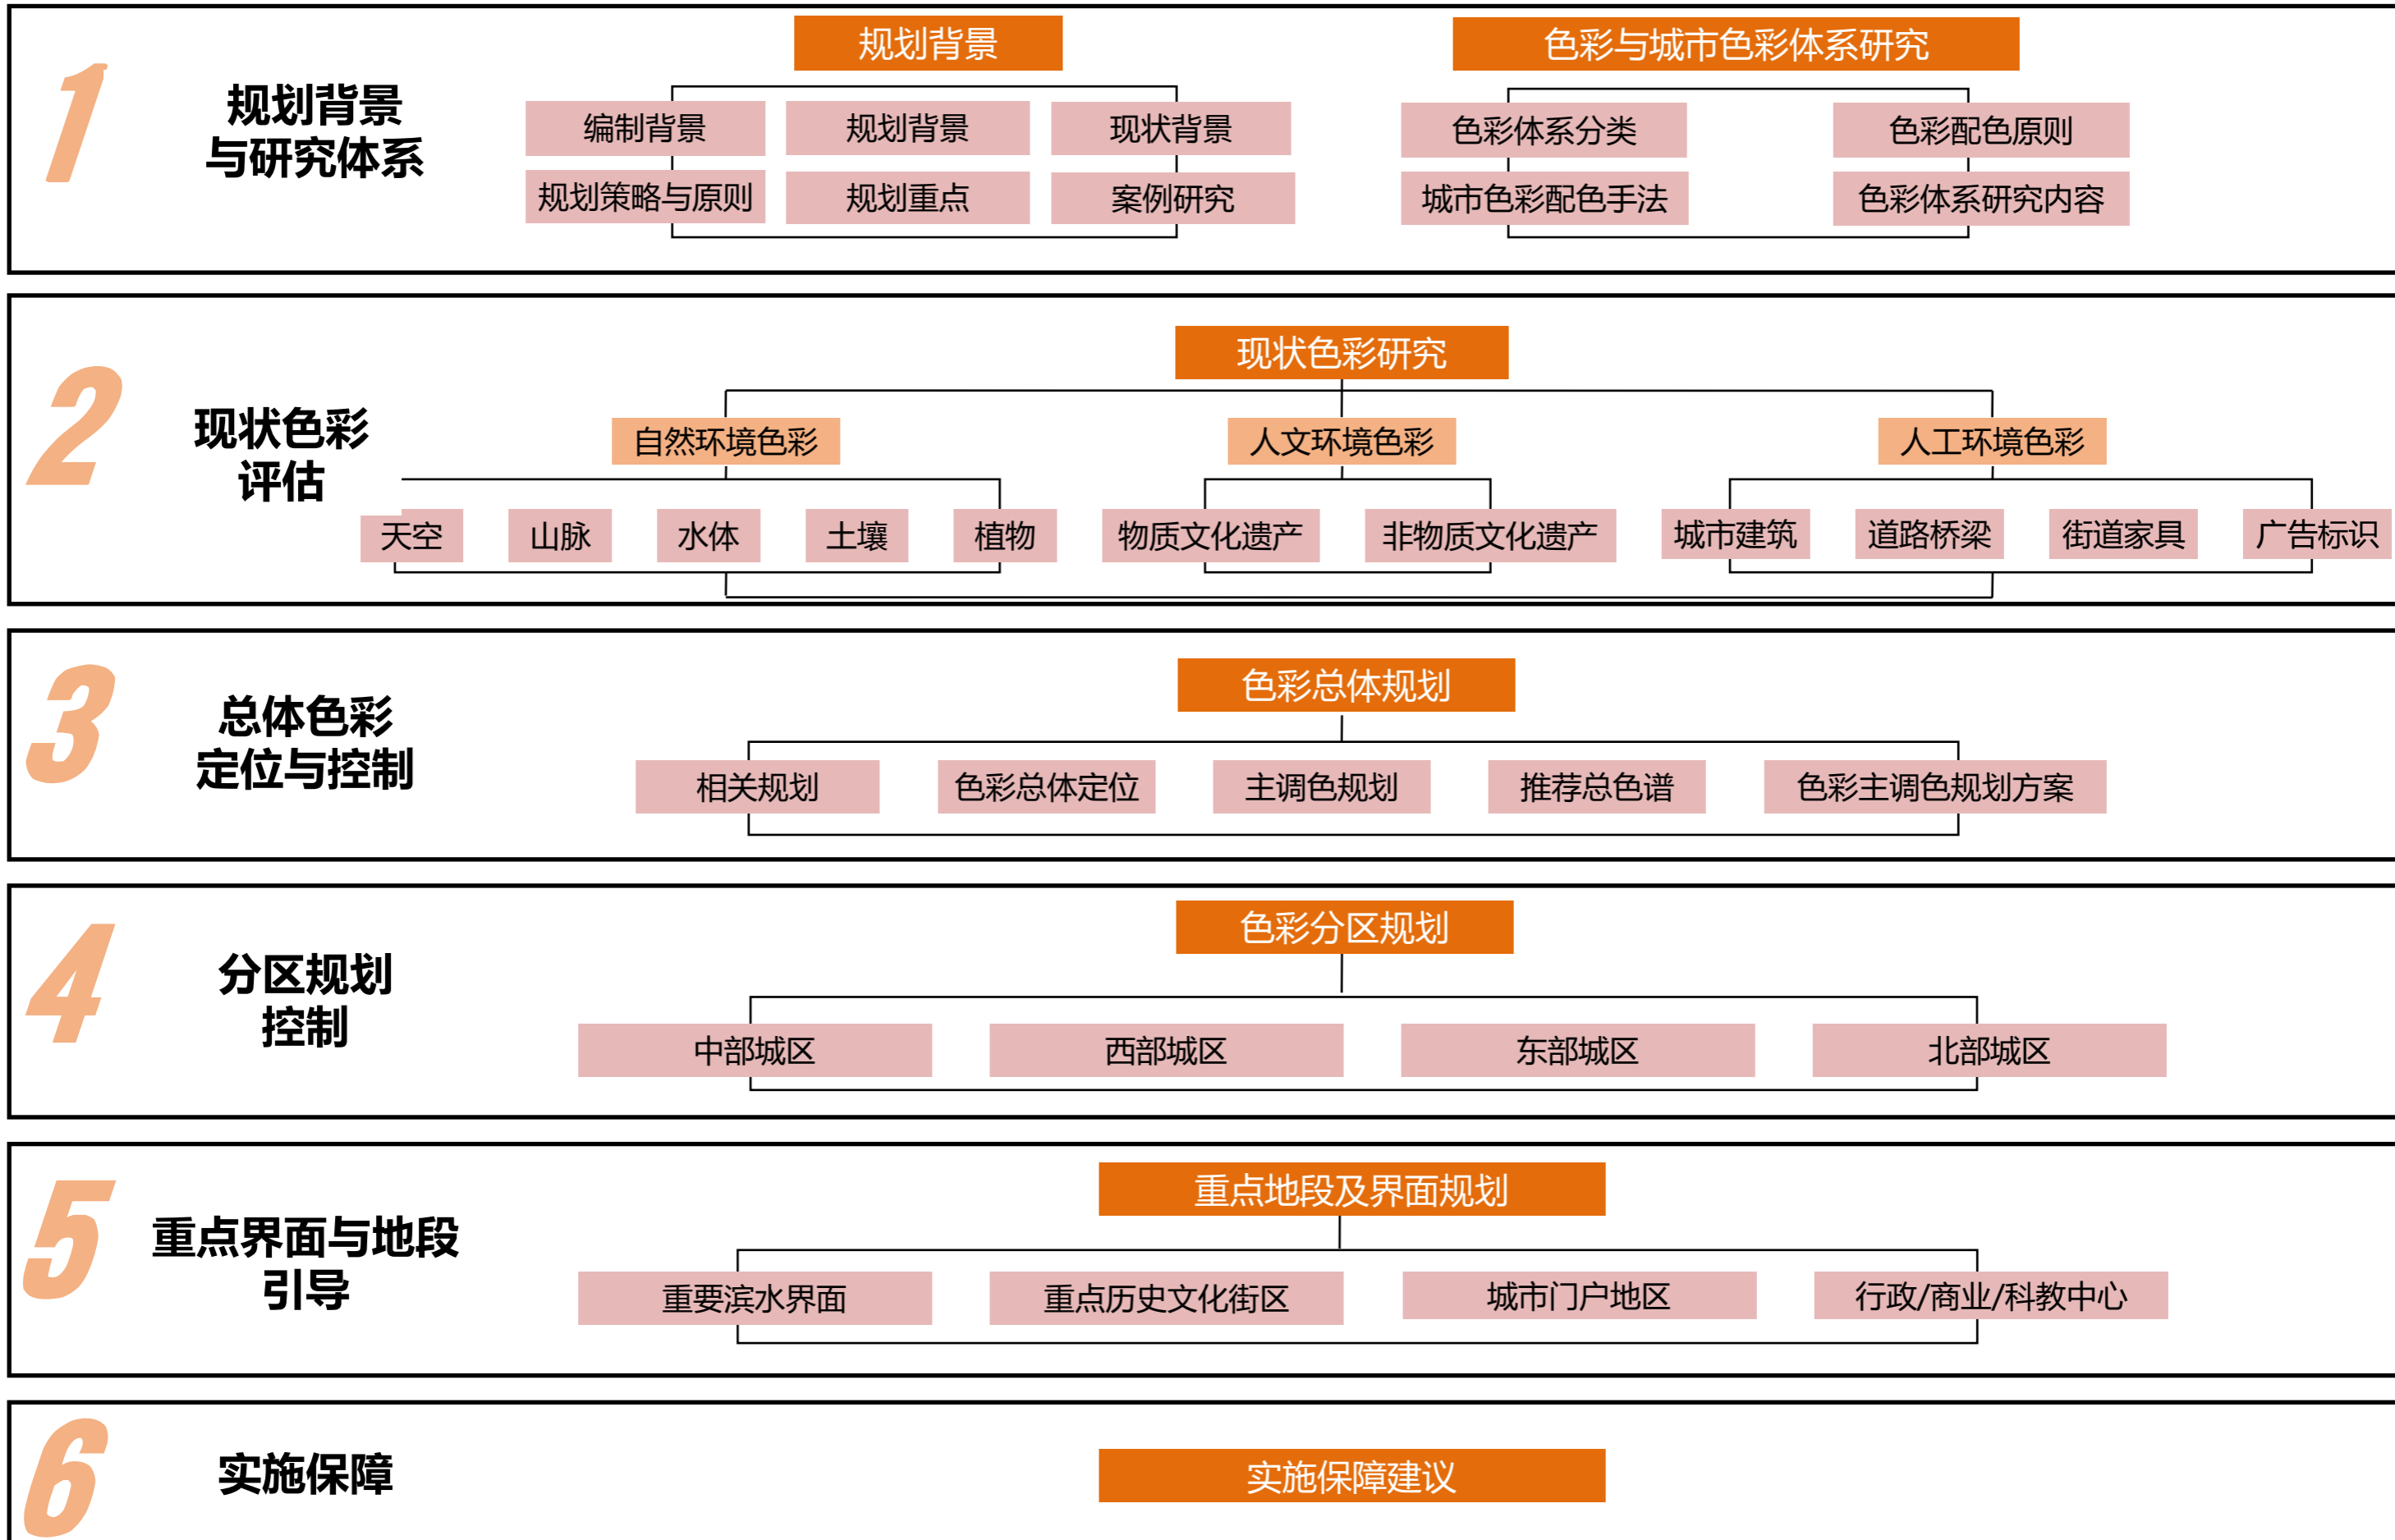 1
规划背景
与研究体系
规划背景
编制背景
规划背景
现状背景
规划策略与原则
规划重点
案例研究
色彩与城市色彩体系研究
色彩体系分类
色彩配色原则
城市色彩配色手法
色彩体系研究内容
2
现状色彩
评估
现状色彩研究
自然环境色彩
人文环境色彩
人工环境色彩
天空
山脉
水体
土壤
植物
物质文化遗产
非物质文化遗产
城市建筑
道路桥梁
街道家具
广告标识
3
总体色彩
定位与控制
色彩总体规划
相关规划
色彩总体定位
主调色规划
推荐总色谱
色彩主调色规划方案
4
分区规划
控制
色彩分区规划
中部城区
西部城区
东部城区
北部城区
5
重点界面与地段
引导
重点地段及界面规划
重要滨水界面
重点历史文化街区
城市门户地区
行政/商业/科教中心
6
实施保障
实施保障建议